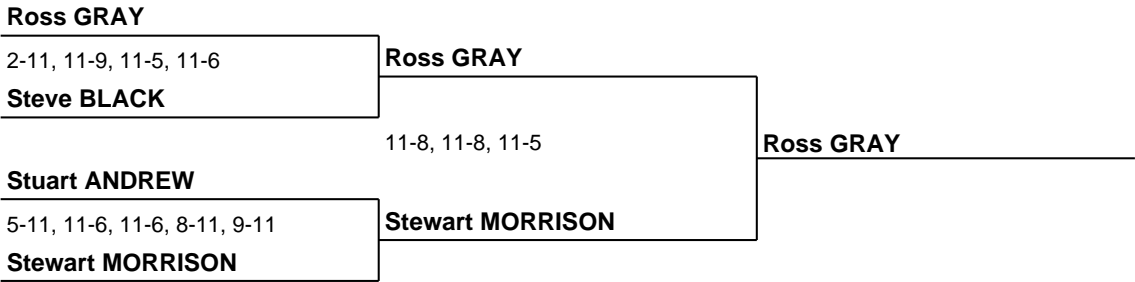 Ross GRAY
2-11, 11-9, 11-5, 11-6
Ross GRAY
Steve BLACK
11-8, 11-8, 11-5
Ross GRAY
Stuart ANDREW
5-11, 11-6, 11-6, 8-11, 9-11
Stewart MORRISON
Stewart MORRISON